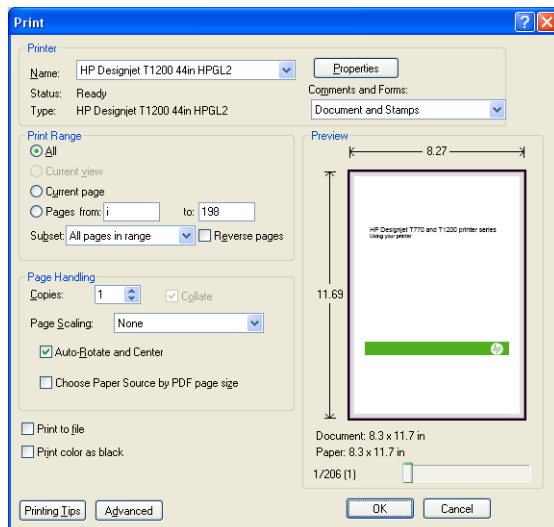 Print
Printer
Name: HP Designjet T1200 44in HPGL2
Properties
Status: Ready
Comments and Forms:
Type: HP Designjet T1200 44in HPGL2
Document and Stamps
Print Range
All
Current view
Current page
Pages from: i to: 198
Subset: All pages in range
Reverse pages
Preview
8.27
11.69
HP Designjet T770 and T1200 printer series
Using your printer
hp
Page Handling
Copies: 1
Collate
Page Scaling: None
Auto-Rotate and Center
Choose Paper Source by PDF page size
Print to file
Print color as black
Document: 8.3 x 11.7 in
Paper: 8.3 x 11.7 in
1/206 (1)
Printing Tips
Advanced
OK
Cancel